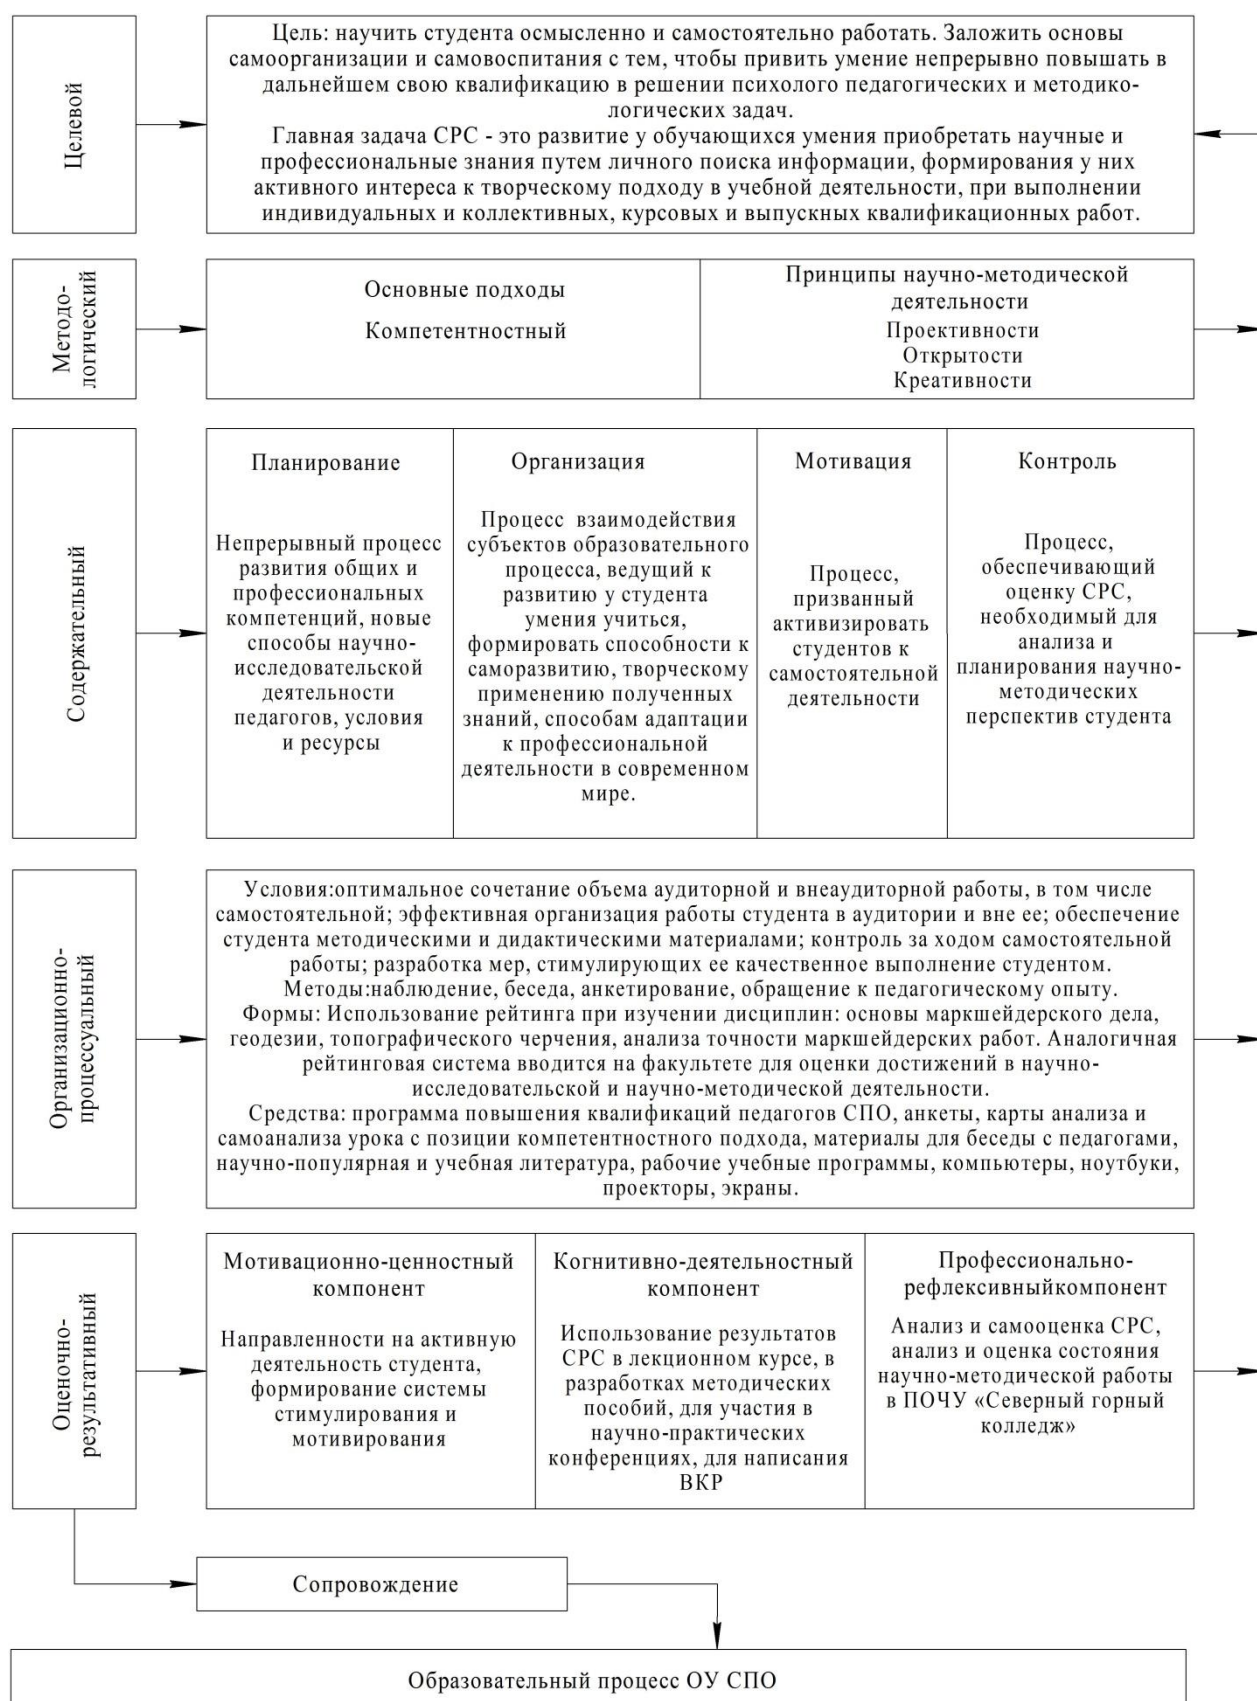 Целевой
Цель: научить студента осмысленно и самостоятельно работать. Заложить основы
самоорганизации и самовоспитания с тем, чтобы привить умение непрерывно повышать в
дальнейшем свою квалификацию в решении психолого педагогических и методико-
логических задач.
Главная задача СРС - это развитие у обучающихся умения приобретать научные и
профессиональные знания путем личного поиска информации, формирования у них
активного интереса к творческому подходу в учебной деятельности, при выполнении
индивидуальных и коллективных, курсовых и выпускных квалификационных работ.
Методо-
логический
Основные подходы
Компетентностный
Принципы научно-методической
деятельности
Проективности
Открытости
Креативности
Содержательный
Планирование
Непрерывный процесс
развития общих и
профессиональных
компетенций, новые
способы научно-
исследовательской
деятельности
педагогов, условия
и ресурсы
Организация
Процесс взаимодействия
субъектов образовательного
процесса, ведущий к
развитию у студента
умения учиться,
формировать способности к
саморазвитию, творческому
применению полученных
знаний, способам адаптации
к профессиональной
деятельности в современном
мире.
Мотивация
Процесс,
призванный
активизировать
студентов к
самостоятельной
деятельности
Контроль
Процесс,
обеспечивающий
оценку СРС,
необходимый для
анализа и
планирования научно-
методических
перспектив студента
Организационно-
процессуальный
Условия:оптимальное сочетание объема аудиторной и внеаудиторной работы, в том числе
самостоятельной; эффективная организация работы студента в аудитории и вне ее; обеспечение
студента методическими и дидактическими материалами; контроль за ходом самостоятельной
работы; разработка мер, стимулирующих ее качественное выполнение студентом.
Методы:наблюдение, беседа, анкетирование, обращение к педагогическому опыту.
Формы: Использование рейтинга при изучении дисциплин: основы маркшейдерского дела,
геодезии, топографического черчения, анализа точности маркшейдерских работ. Аналогичная
рейтинговая система вводится на факультете для оценки достижений в научно-
исследовательской и научно-методической деятельности.
Средства: программа повышения квалификаций педагогов СПО, анкеты, карты анализа и
самоанализа урока с позиции компетентностного подхода, материалы для беседы с педагогами,
научно-популярная и учебная литература, рабочие учебные программы, компьютеры, ноутбуки,
проекторы, экраны.
Оценочно-
результативный
Мотивационно-ценностный
компонент
Направленности на активную
деятельность студента,
формирование системы
стимулирования и
мотивирования
Когнитивно-деятельностный
компонент
Использование результатов
СРС в лекционном курсе, в
разработках методических
пособий, для участия в
научно-практических
конференциях, для написания
ВКР
Профессионально-
рефлексивныйкомпонент
Анализ и самооценка СРС,
анализ и оценка состояния
научно-методической работы
в ПОЧУ «Северный горный
колледж»
Сопровождение
Образовательный процесс ОУ СПО